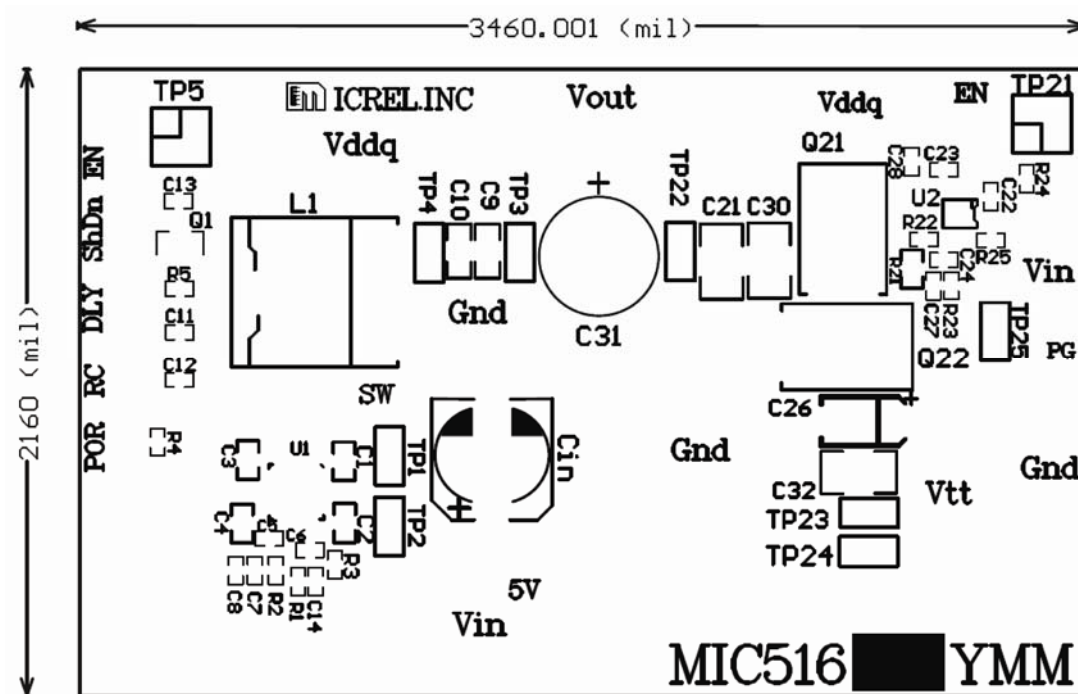 3460.001 (mil)
2160 (mil)
TP5
ICREL.INC
Vout
Vddq
EN
TP21
Vddq
Q21
C28
C23
R24
EN
C13
L1
TP4
C10
C9
TP3
TP22
C21
C30
U2
C22
ShDn
Q1
R22
R25
R21
C24
Vin
R5
DLY
Gnd
C31
C27
R23
TP25
PG
C11
Q22
RC
C12
SW
C26
POR
R4
C3
U1
C1
TP1
Cin
Gnd
Gnd
C32
Vtt
C4
C5
C6
C2
TP2
TP23
TP24
R3
C8
C7
R2
R1
C14
5V
Vin
MIC516
YMM